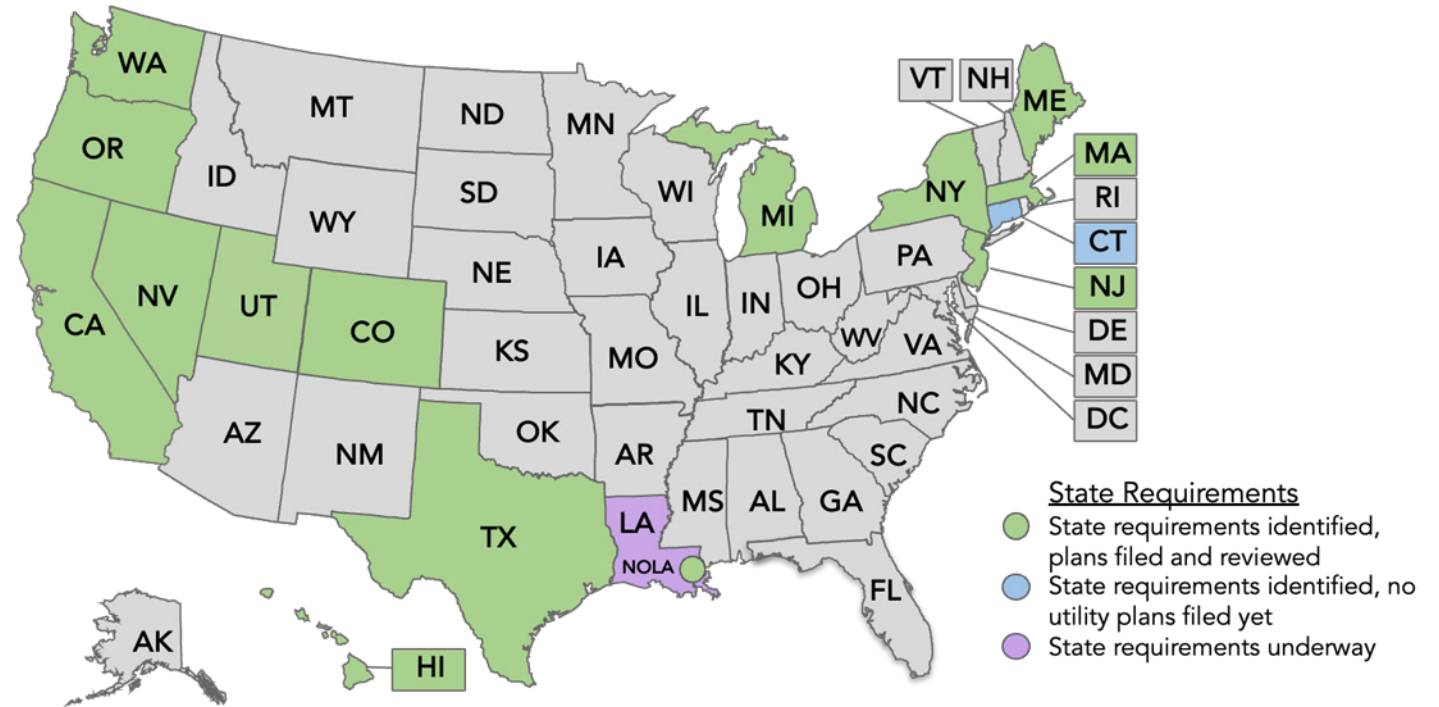 WA
OR
CA
NV
ID
MT
WY
UT
CO
AZ
NM
ND
SD
NE
KS
OK
TX
MN
IA
MO
AR
LA
NOLA
WI
IL
MI
IN
OH
KY
TN
MS
AL
GA
FL
SC
NC
VA
WV
PA
NY
VT
NH
ME
MA
RI
CT
NJ
DE
MD
DC
AK
HI
State Requirements
State requirements identified,
plans filed and reviewed
State requirements identified, no
utility plans filed yet
State requirements underway